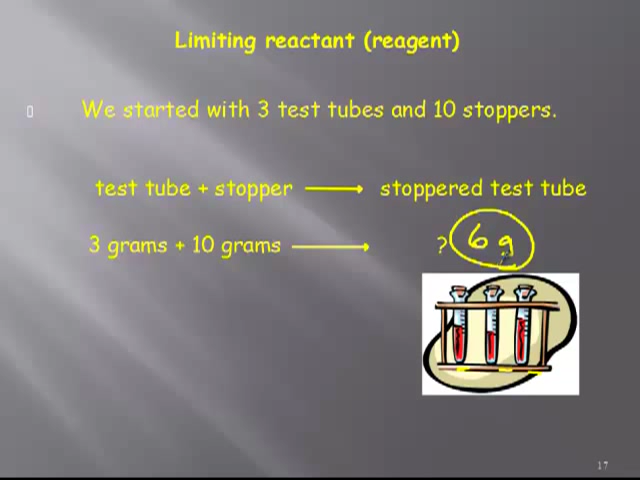 Limiting reactant (reagent)
We started with 3 test tubes and 10 stoppers.
test tube + stopper ⟶ stoppered test tube
3 grams + 10 grams ⟶ ? 6 g
17